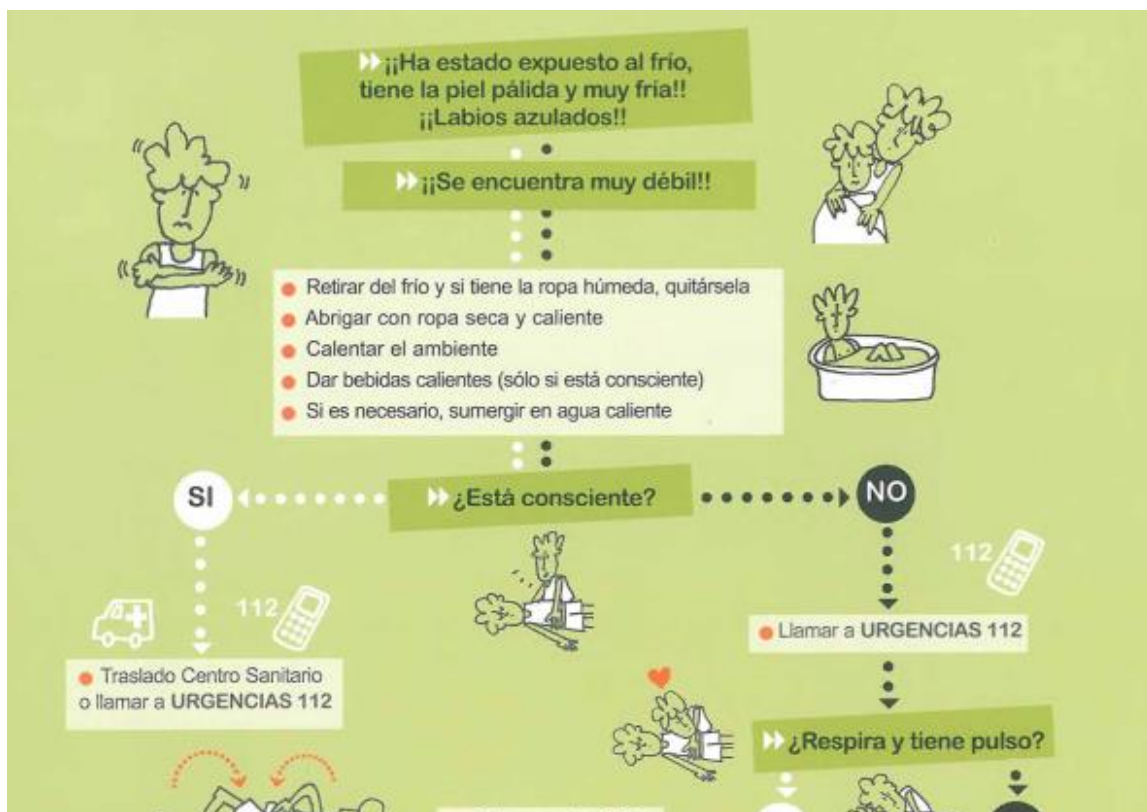 ¡¡Ha estado expuesto al frío,
tiene la piel pálida y muy fría!!
¡¡Labios azulados!!
¡¡Se encuentra muy débil!!
Retirar del frío y si tiene la ropa húmeda, quitársela
Abrigar con ropa seca y caliente
Calentar el ambiente
Dar bebidas calientes (sólo si está consciente)
Si es necesario, sumergir en agua caliente
SI
¿Está consciente?
NO
112
112
Llamar a URGENCIAS 112
Traslado Centro Sanitario
o llamar a URGENCIAS 112
¿Respira y tiene pulso?